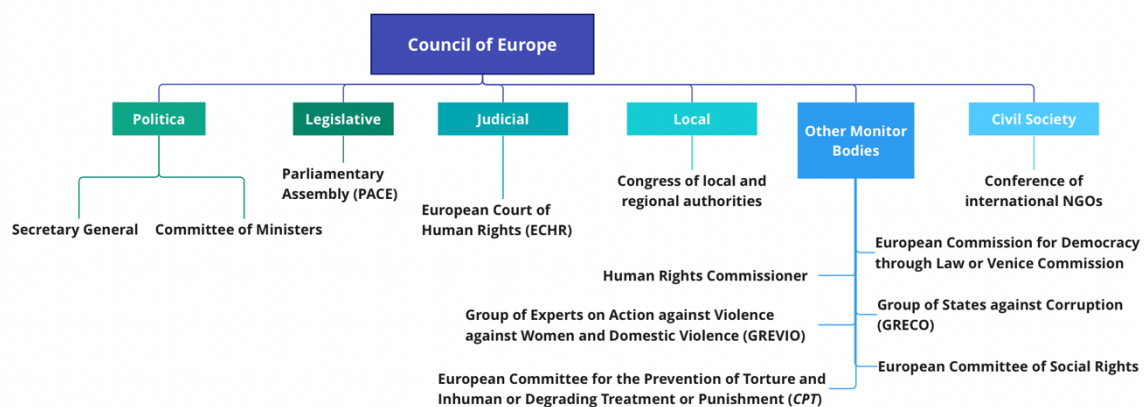 Council of Europe
Politica
Legislative
Judicial
Local
Other Monitor
Bodies
Civil Society
Secretary General
Committee of Ministers
Parliamentary
Assembly (PACE)
European Court of
Human Rights (ECHR)
Congress of local and
regional authorities
Conference of
international NGOs
Human Rights Commissioner
European Commission for Democracy
through Law or Venice Commission
Group of Experts on Action against Violence
against Women and Domestic Violence (GREVIO)
Group of States against Corruption
(GRECO)
European Committee for the Prevention of Torture and
Inhuman or Degrading Treatment or Punishment (CPT)
European Committee of Social Rights